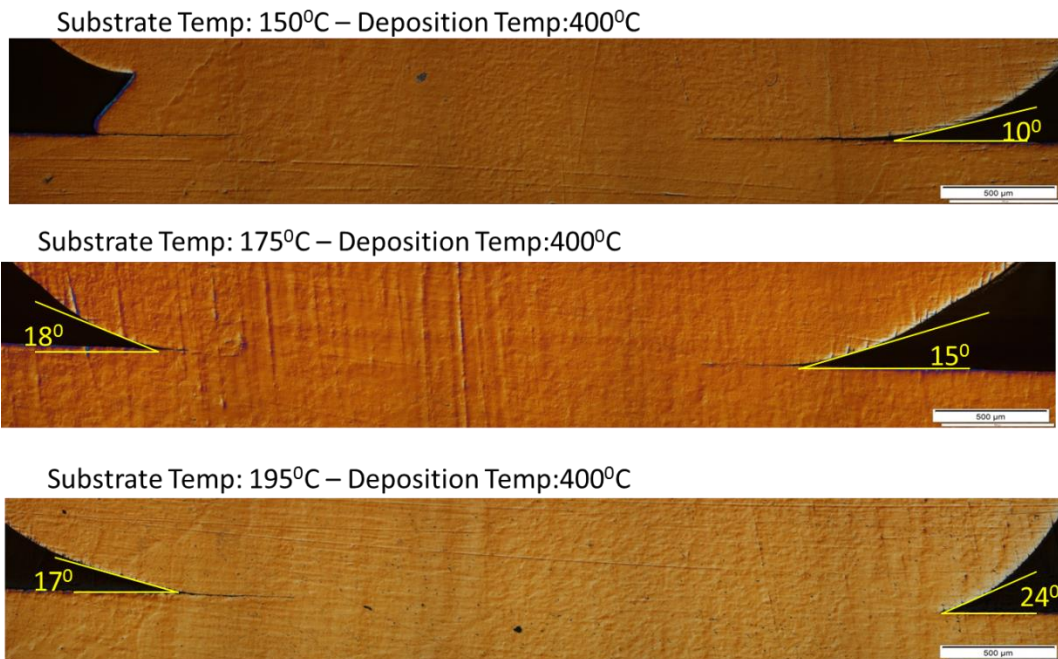 Substrate Temp: 150⁰C – Deposition Temp:400⁰C
10⁰
500 µm
Substrate Temp: 175⁰C – Deposition Temp:400⁰C
18⁰
15⁰
500 µm
Substrate Temp: 195⁰C – Deposition Temp:400⁰C
17⁰
24⁰
500 µm